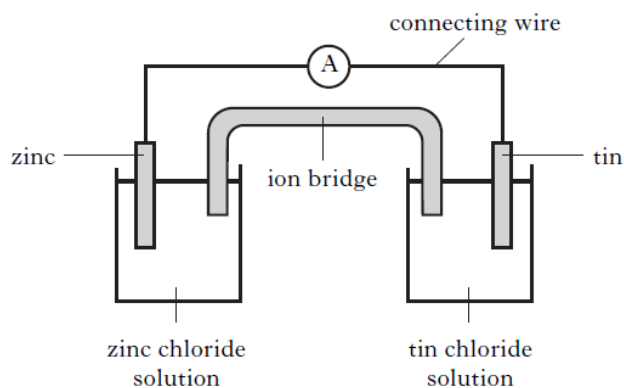 connecting wire
A
zinc
ion bridge
tin
zinc chloride
solution
tin chloride
solution